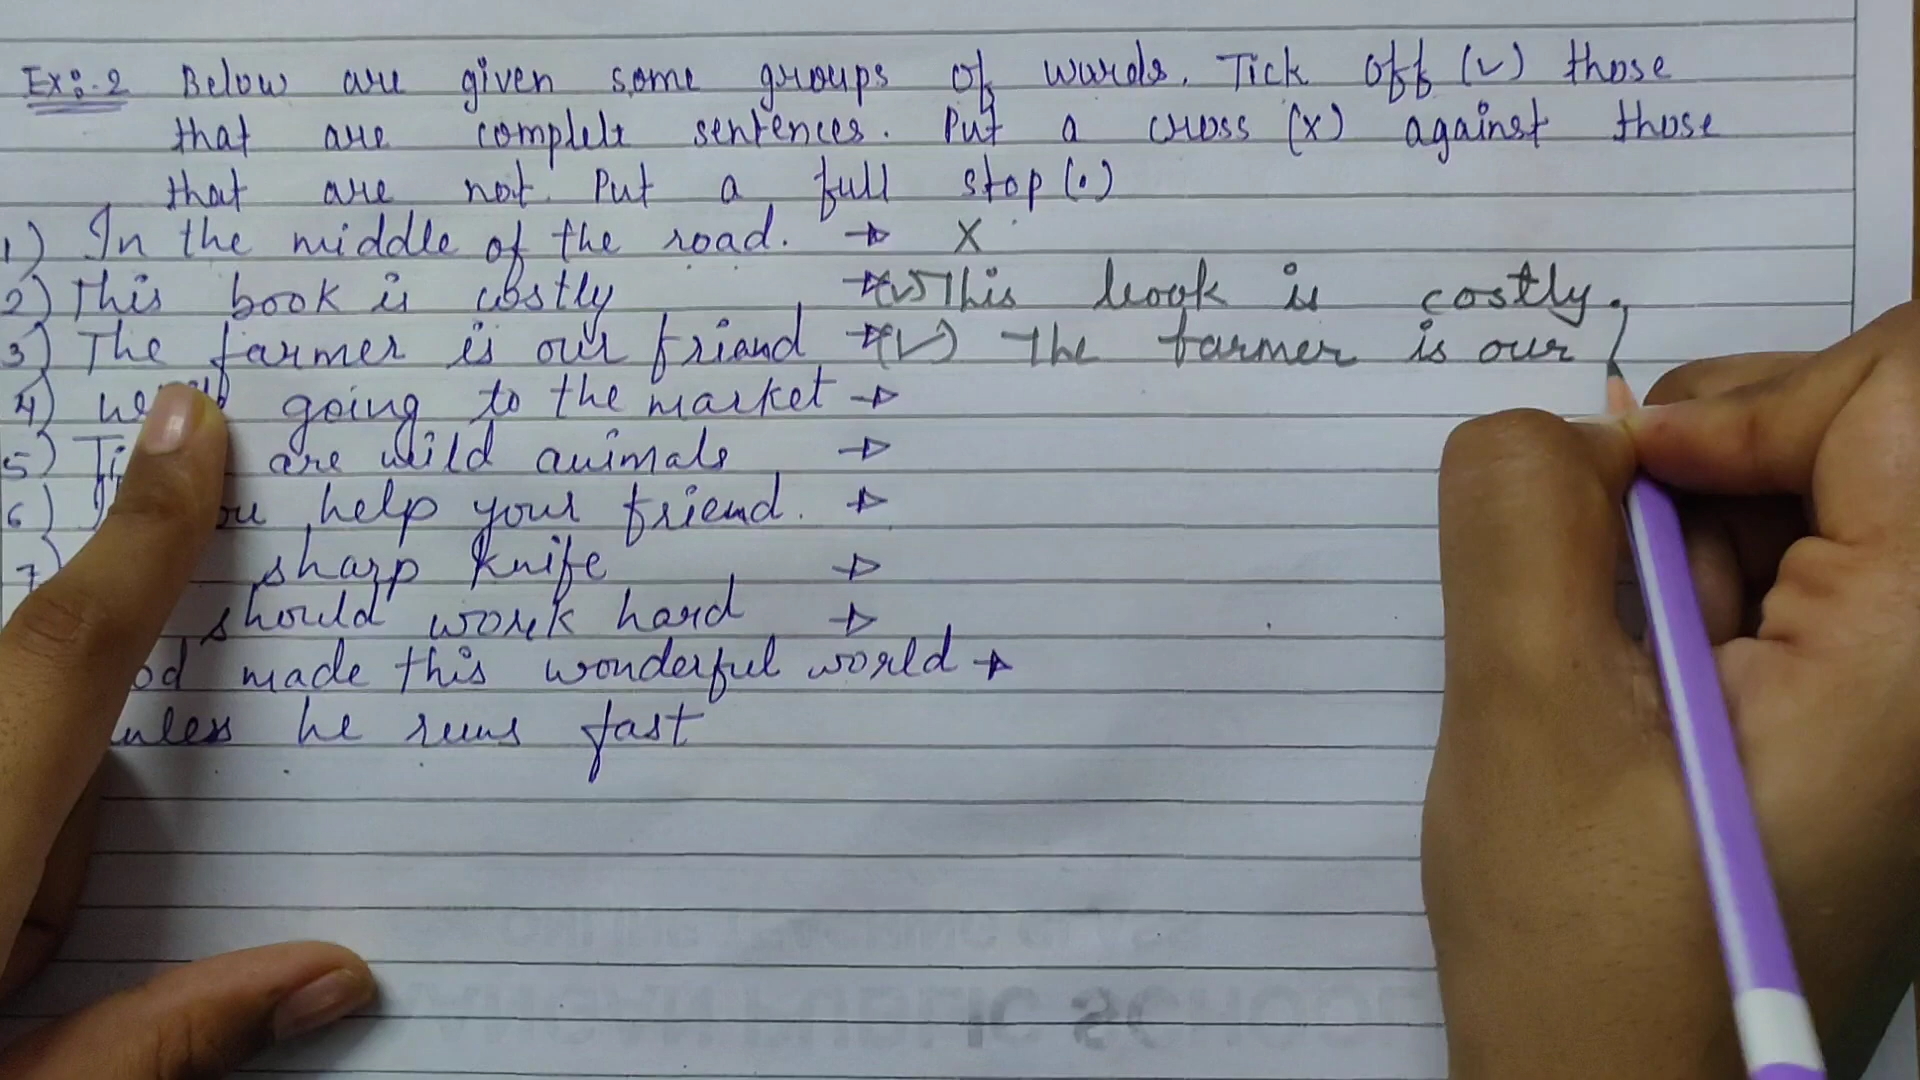 Ex:-2 Below are given some groups of words. Tick off (✓) those
that are complete sentences. Put a cross (x) against those
that are not. Put a full stop (.)
1) In the middle of the road. → X
2) This book is costly →(✓) This book is costly.
3) The farmer is our friend →(✓) The farmer is our
4) going to the market →
5) are wild animals →
6) help your friend. →
7) sharp knife →
should work hard →
made this wonderful world →
he runs fast